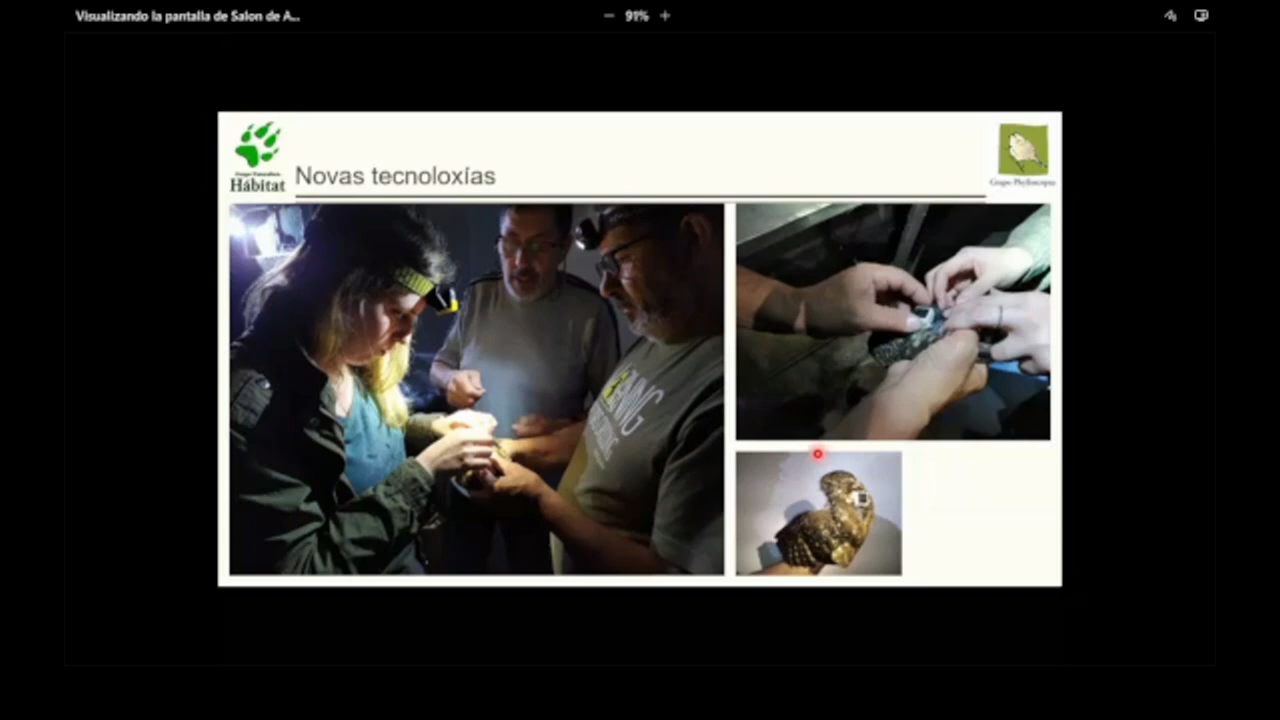 Visualizando la pantalla de Salon de A...
91%
Hábitat
Novas tecnoloxías
Grupo Phylloscopus